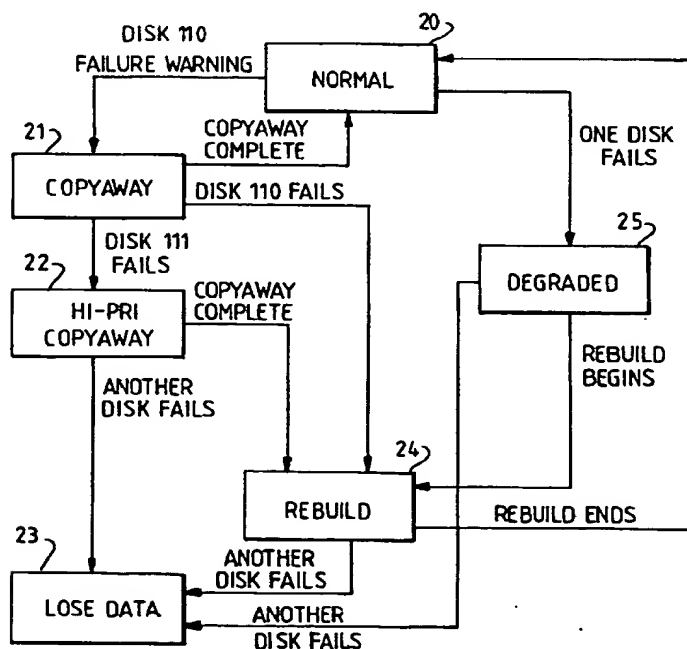 DISK 110
FAILURE WARNING
20
NORMAL
21
COPYAWAY
COPYAWAY
COMPLETE
ONE DISK
FAILS
DISK 110 FAILS
DISK 111
FAILS
25
DEGRADED
22
HI-PRI
COPYAWAY
COPYAWAY
COMPLETE
REBUILD
BEGINS
ANOTHER
DISK FAILS
24
REBUILD
REBUILD ENDS
23
LOSE DATA
ANOTHER
DISK FAILS
ANOTHER
DISK FAILS